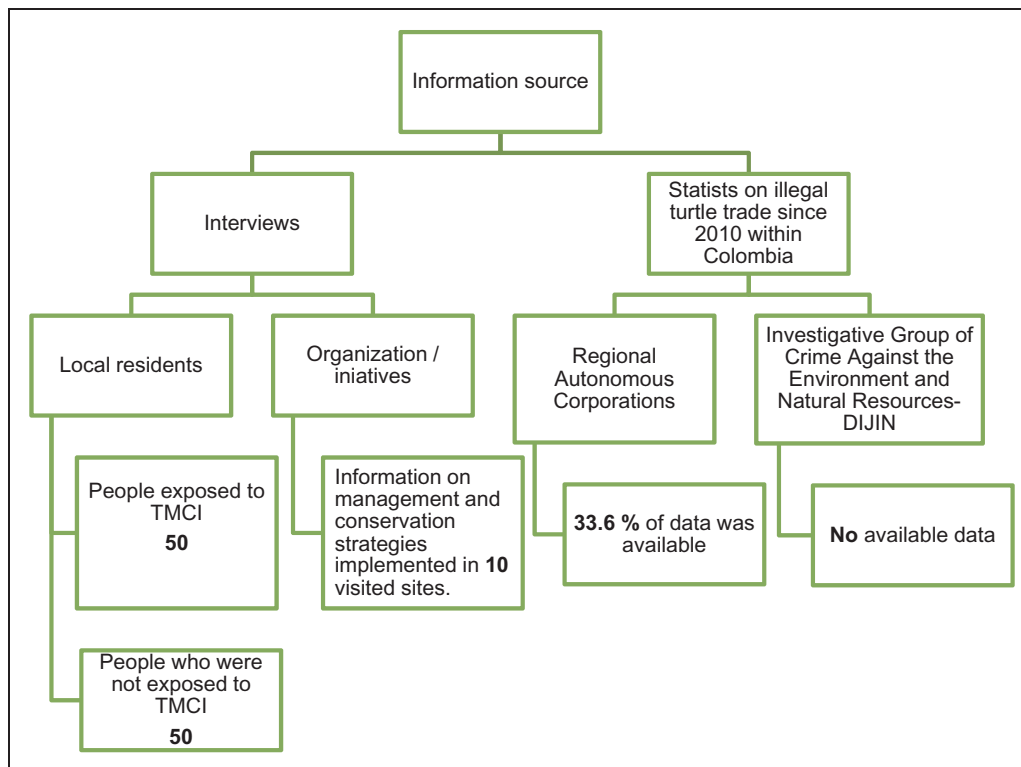 Information source
Interviews
Statists on illegal
turtle trade since
2010 within
Colombia
Local residents
Organization /
iniatives
Regional
Autonomous
Corporations
Investigative Group of
Crime Against the
Environment and
Natural Resources-
DIJIN
People exposed to
TMCI
50
Information on
management and
conservation
strategies
implemented in 10
visited sites.
33.6 % of data was
available
No available data
People who were
not exposed to
TMCI
50